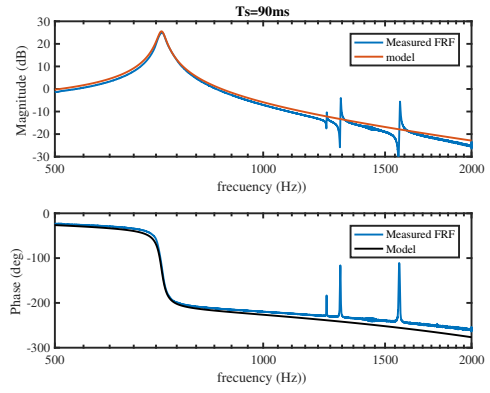 Ts=90ms
Magnitude (dB)
30
20
10
0
-10
-20
-30
Measured FRF
model
500
1000
1500
2000
frecuency (Hz))
Phase (deg)
0
-100
-200
-300
Measured FRF
Model
500
1000
1500
2000
frecuency (Hz))